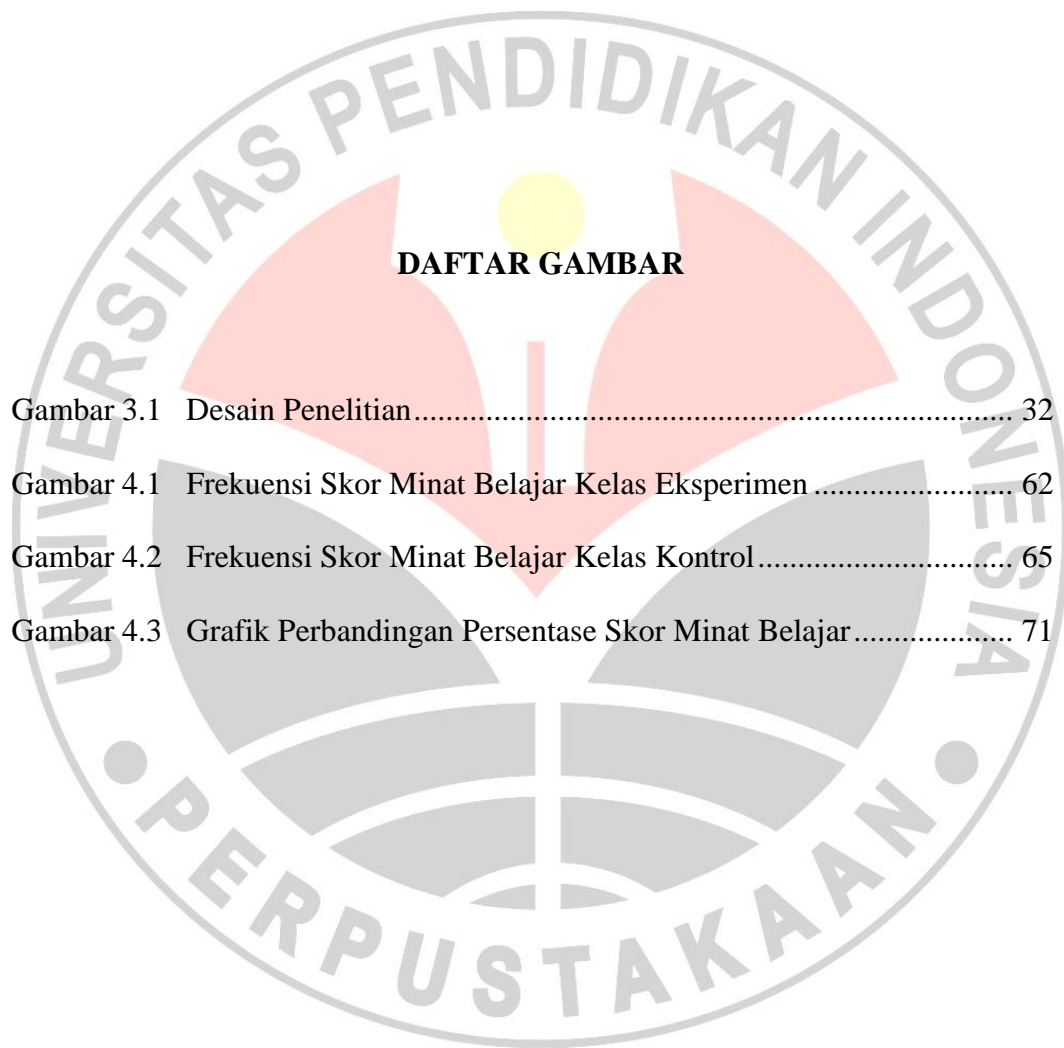 UNIVERSITAS PENDIDIKAN INDONESIA
PERPUSTAKAAN
DAFTAR GAMBAR
Gambar 3.1 Desain Penelitian........................................................................... 32
Gambar 4.1 Frekuensi Skor Minat Belajar Kelas Eksperimen ......................... 62
Gambar 4.2 Frekuensi Skor Minat Belajar Kelas Kontrol................................ 65
Gambar 4.3 Grafik Perbandingan Persentase Skor Minat Belajar.................... 71